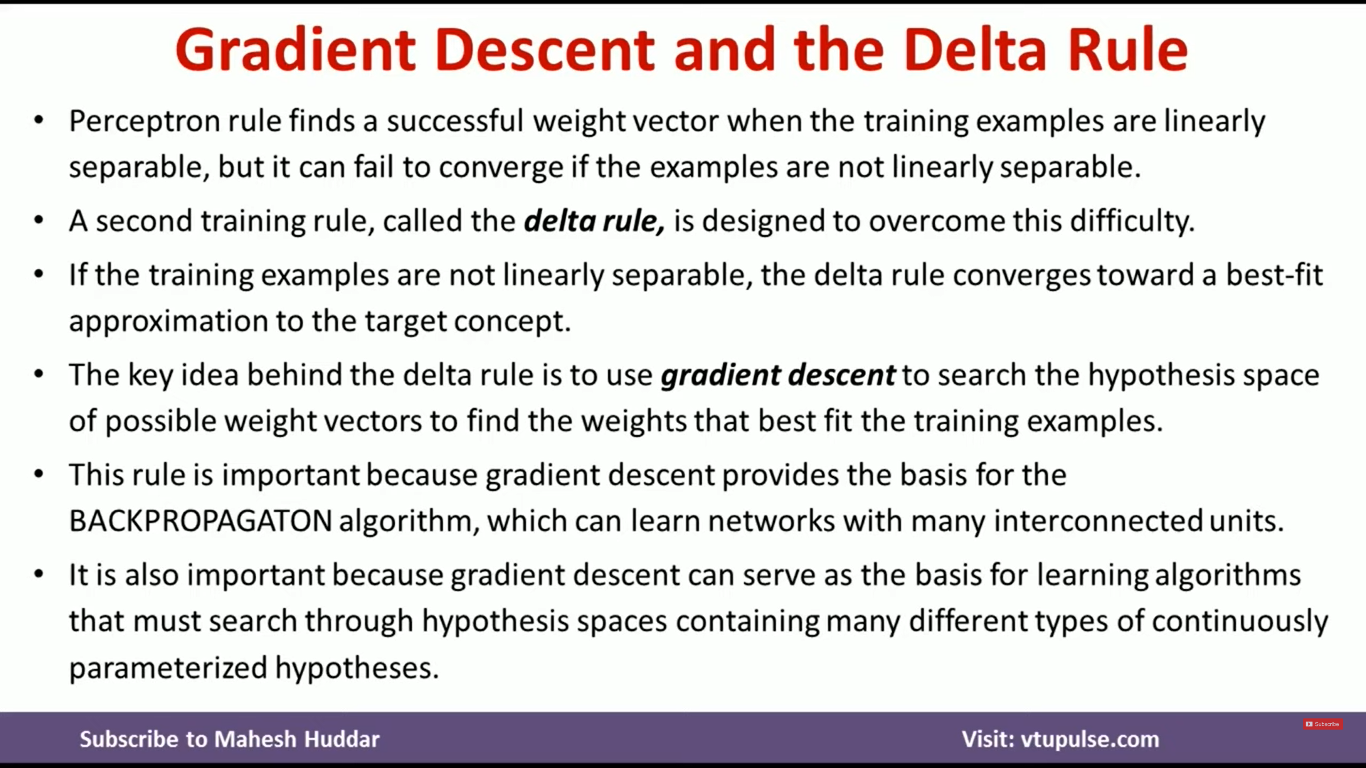 Gradient Descent and the Delta Rule
• Perceptron rule finds a successful weight vector when the training examples are linearly
separable, but it can fail to converge if the examples are not linearly separable.
• A second training rule, called the delta rule, is designed to overcome this difficulty.
• If the training examples are not linearly separable, the delta rule converges toward a best-fit
approximation to the target concept.
• The key idea behind the delta rule is to use gradient descent to search the hypothesis space
of possible weight vectors to find the weights that best fit the training examples.
• This rule is important because gradient descent provides the basis for the
BACKPROPAGATON algorithm, which can learn networks with many interconnected units.
• It is also important because gradient descent can serve as the basis for learning algorithms
that must search through hypothesis spaces containing many different types of continuously
parameterized hypotheses.
Subscribe
Subscribe to Mahesh Huddar
Visit: vtupulse.com